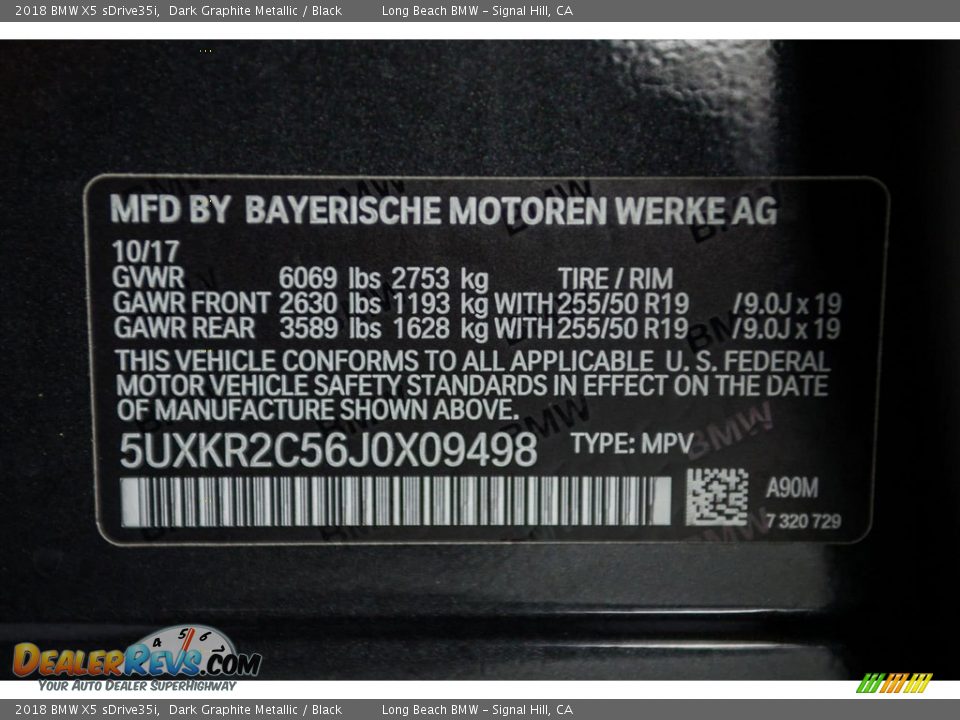 2018 BMW X5 sDrive35i, Dark Graphite Metallic / Black Long Beach BMW - Signal Hill, CA
MFD BY BAYERISCHE MOTOREN WERKE AG
10/17
GVWR 6069 lbs 2753 kg TIRE / RIM
GAWR FRONT 2630 lbs 1193 kg WITH 255/50 R19 /9.0J x 19
GAWR REAR 3589 lbs 1628 kg WITH 255/50 R19 /9.0J x 19
THIS VEHICLE CONFORMS TO ALL APPLICABLE U. S. FEDERAL
MOTOR VEHICLE SAFETY STANDARDS IN EFFECT ON THE DATE
OF MANUFACTURE SHOWN ABOVE.
5UXKR2C56J0X09498 TYPE: MPV
A90M
7 320 729
4 5 6
DEALERREVS.COM
YOUR AUTO DEALER SUPERHIGHWAY
2018 BMW X5 sDrive35i, Dark Graphite Metallic / Black Long Beach BMW - Signal Hill, CA